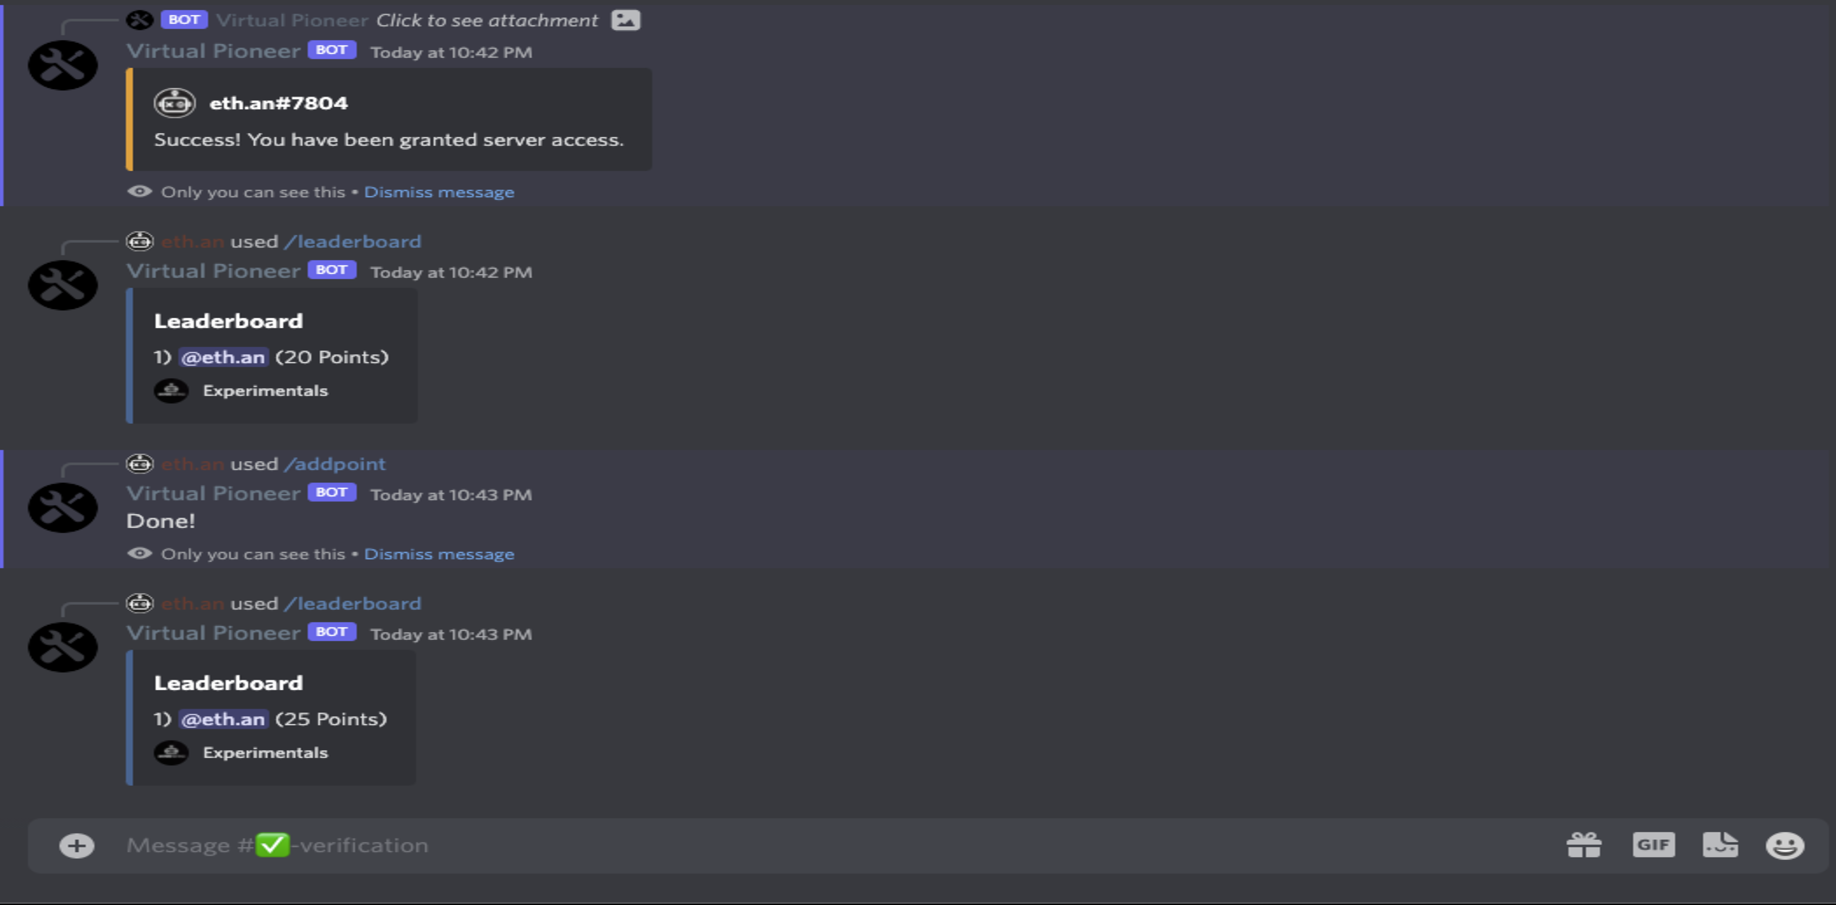 BOT Virtual Pioneer Click to see attachment
Virtual Pioneer BOT Today at 10:42 PM
eth.an#7804
Success! You have been granted server access.
Only you can see this • Dismiss message
eth.an used /leaderboard
Virtual Pioneer BOT Today at 10:42 PM
Leaderboard
1) @eth.an (20 Points)
Experimentals
eth.an used /addpoint
Virtual Pioneer BOT Today at 10:43 PM
Done!
Only you can see this • Dismiss message
eth.an used /leaderboard
Virtual Pioneer BOT Today at 10:43 PM
Leaderboard
1) @eth.an (25 Points)
Experimentals
Message #✅-verification
GIF